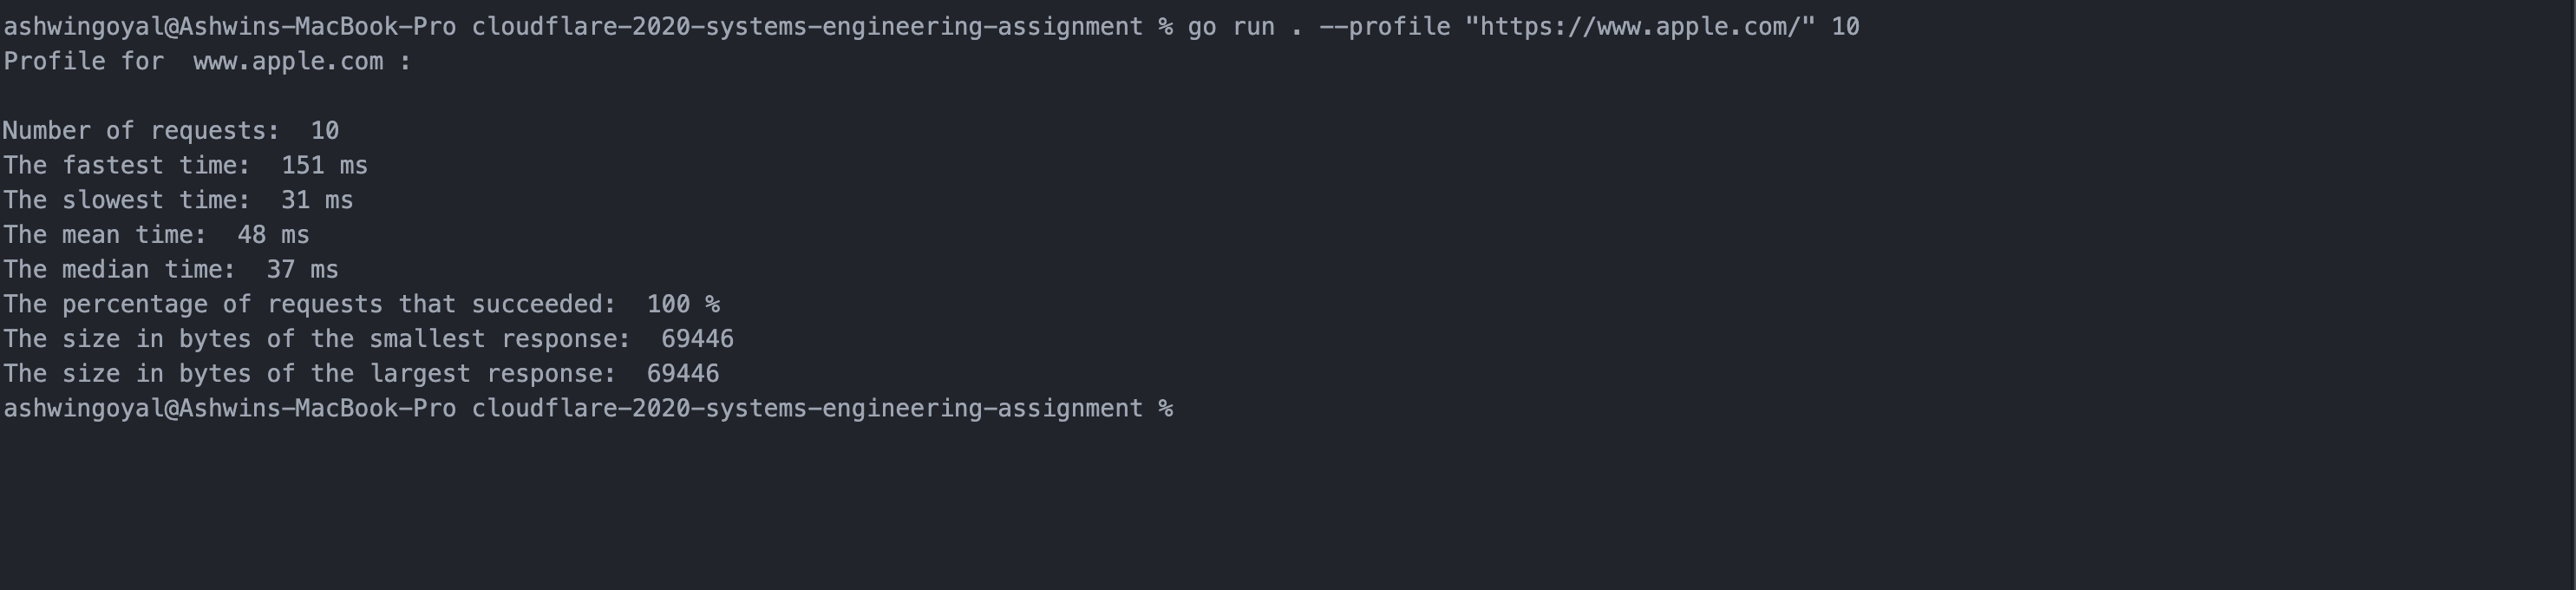 ashwingoyal@Ashwins-MacBook-Pro cloudflare-2020-systems-engineering-assignment % go run . --profile "https://www.apple.com/" 10
Profile for  www.apple.com :

Number of requests:  10
The fastest time:  151 ms
The slowest time:  31 ms
The mean time:  48 ms
The median time:  37 ms
The percentage of requests that succeeded:  100 %
The size in bytes of the smallest response:  69446
The size in bytes of the largest response:  69446
ashwingoyal@Ashwins-MacBook-Pro cloudflare-2020-systems-engineering-assignment %